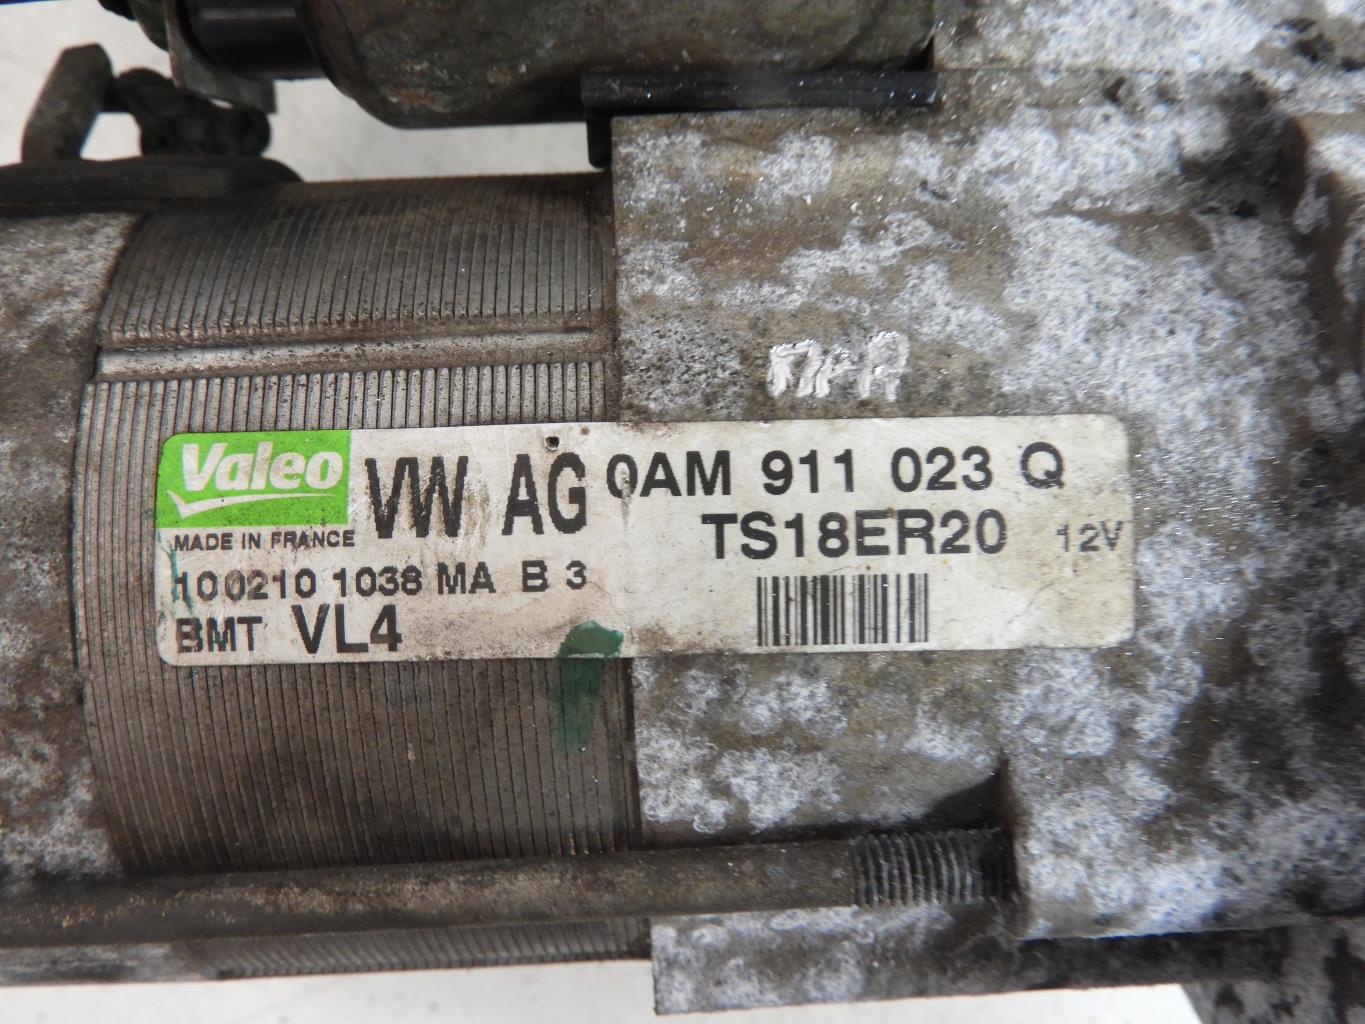 Valeo VW AG 0AM 911 023 Q
MADE IN FRANCE TS18ER20 12V
100210 1038 MA B 3
BMT VL4